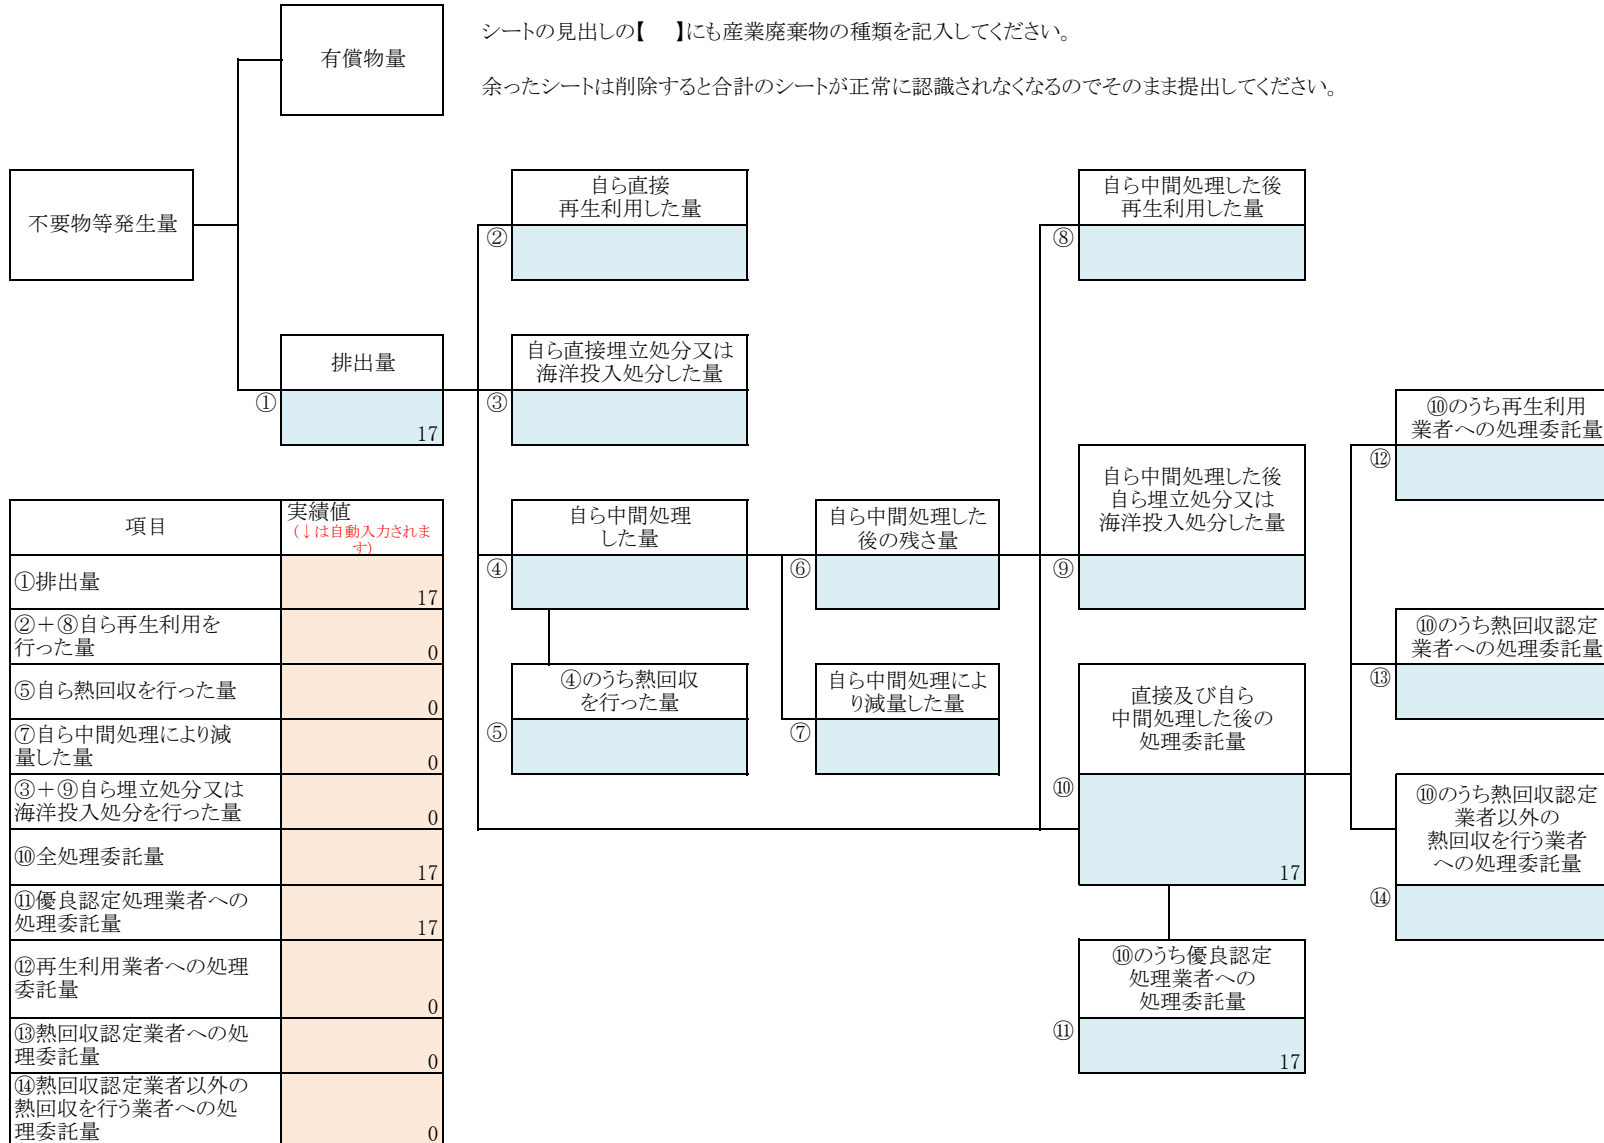 シートの見出しの【　】にも産業廃棄物の種類を記入してください。
有償物量
余ったシートは削除すると合計のシートが正常に認識されなくなるのでそのまま提出してください。
不要物等発生量
自ら直接
再生利用した量
②
自ら中間処理した後
再生利用した量
⑧
排出量
①
17
自ら直接埋立処分又は
海洋投入処分した量
③
⑩のうち再生利用
業者への処理委託量
⑫
自ら中間処理
した量
④
自ら中間処理した
後の残さ量
⑥
自ら中間処理した後
自ら埋立処分又は
海洋投入処分した量
⑨
④のうち熱回収
を行った量
⑤
自ら中間処理によ
り減量した量
⑦
直接及び自ら
中間処理した後の
処理委託量
⑩
17
⑩のうち熱回収認定
業者への処理委託量
⑬
⑩のうち熱回収認定
業者以外の
熱回収を行う業者
への処理委託量
⑭
⑩のうち優良認定
処理業者への
処理委託量
⑪
17
項目
実績値
(↓は自動入力されま
す)
①排出量
17
②＋⑧自ら再生利用を
行った量
0
⑤自ら熱回収を行った量
0
⑦自ら中間処理により減
量した量
0
③＋⑨自ら埋立処分又は
海洋投入処分を行った量
0
⑩全処理委託量
17
⑪優良認定処理業者への
処理委託量
17
⑫再生利用業者への処理
委託量
0
⑬熱回収認定業者への処
理委託量
0
⑭熱回収認定業者以外の
熱回収を行う業者への処
理委託量
0